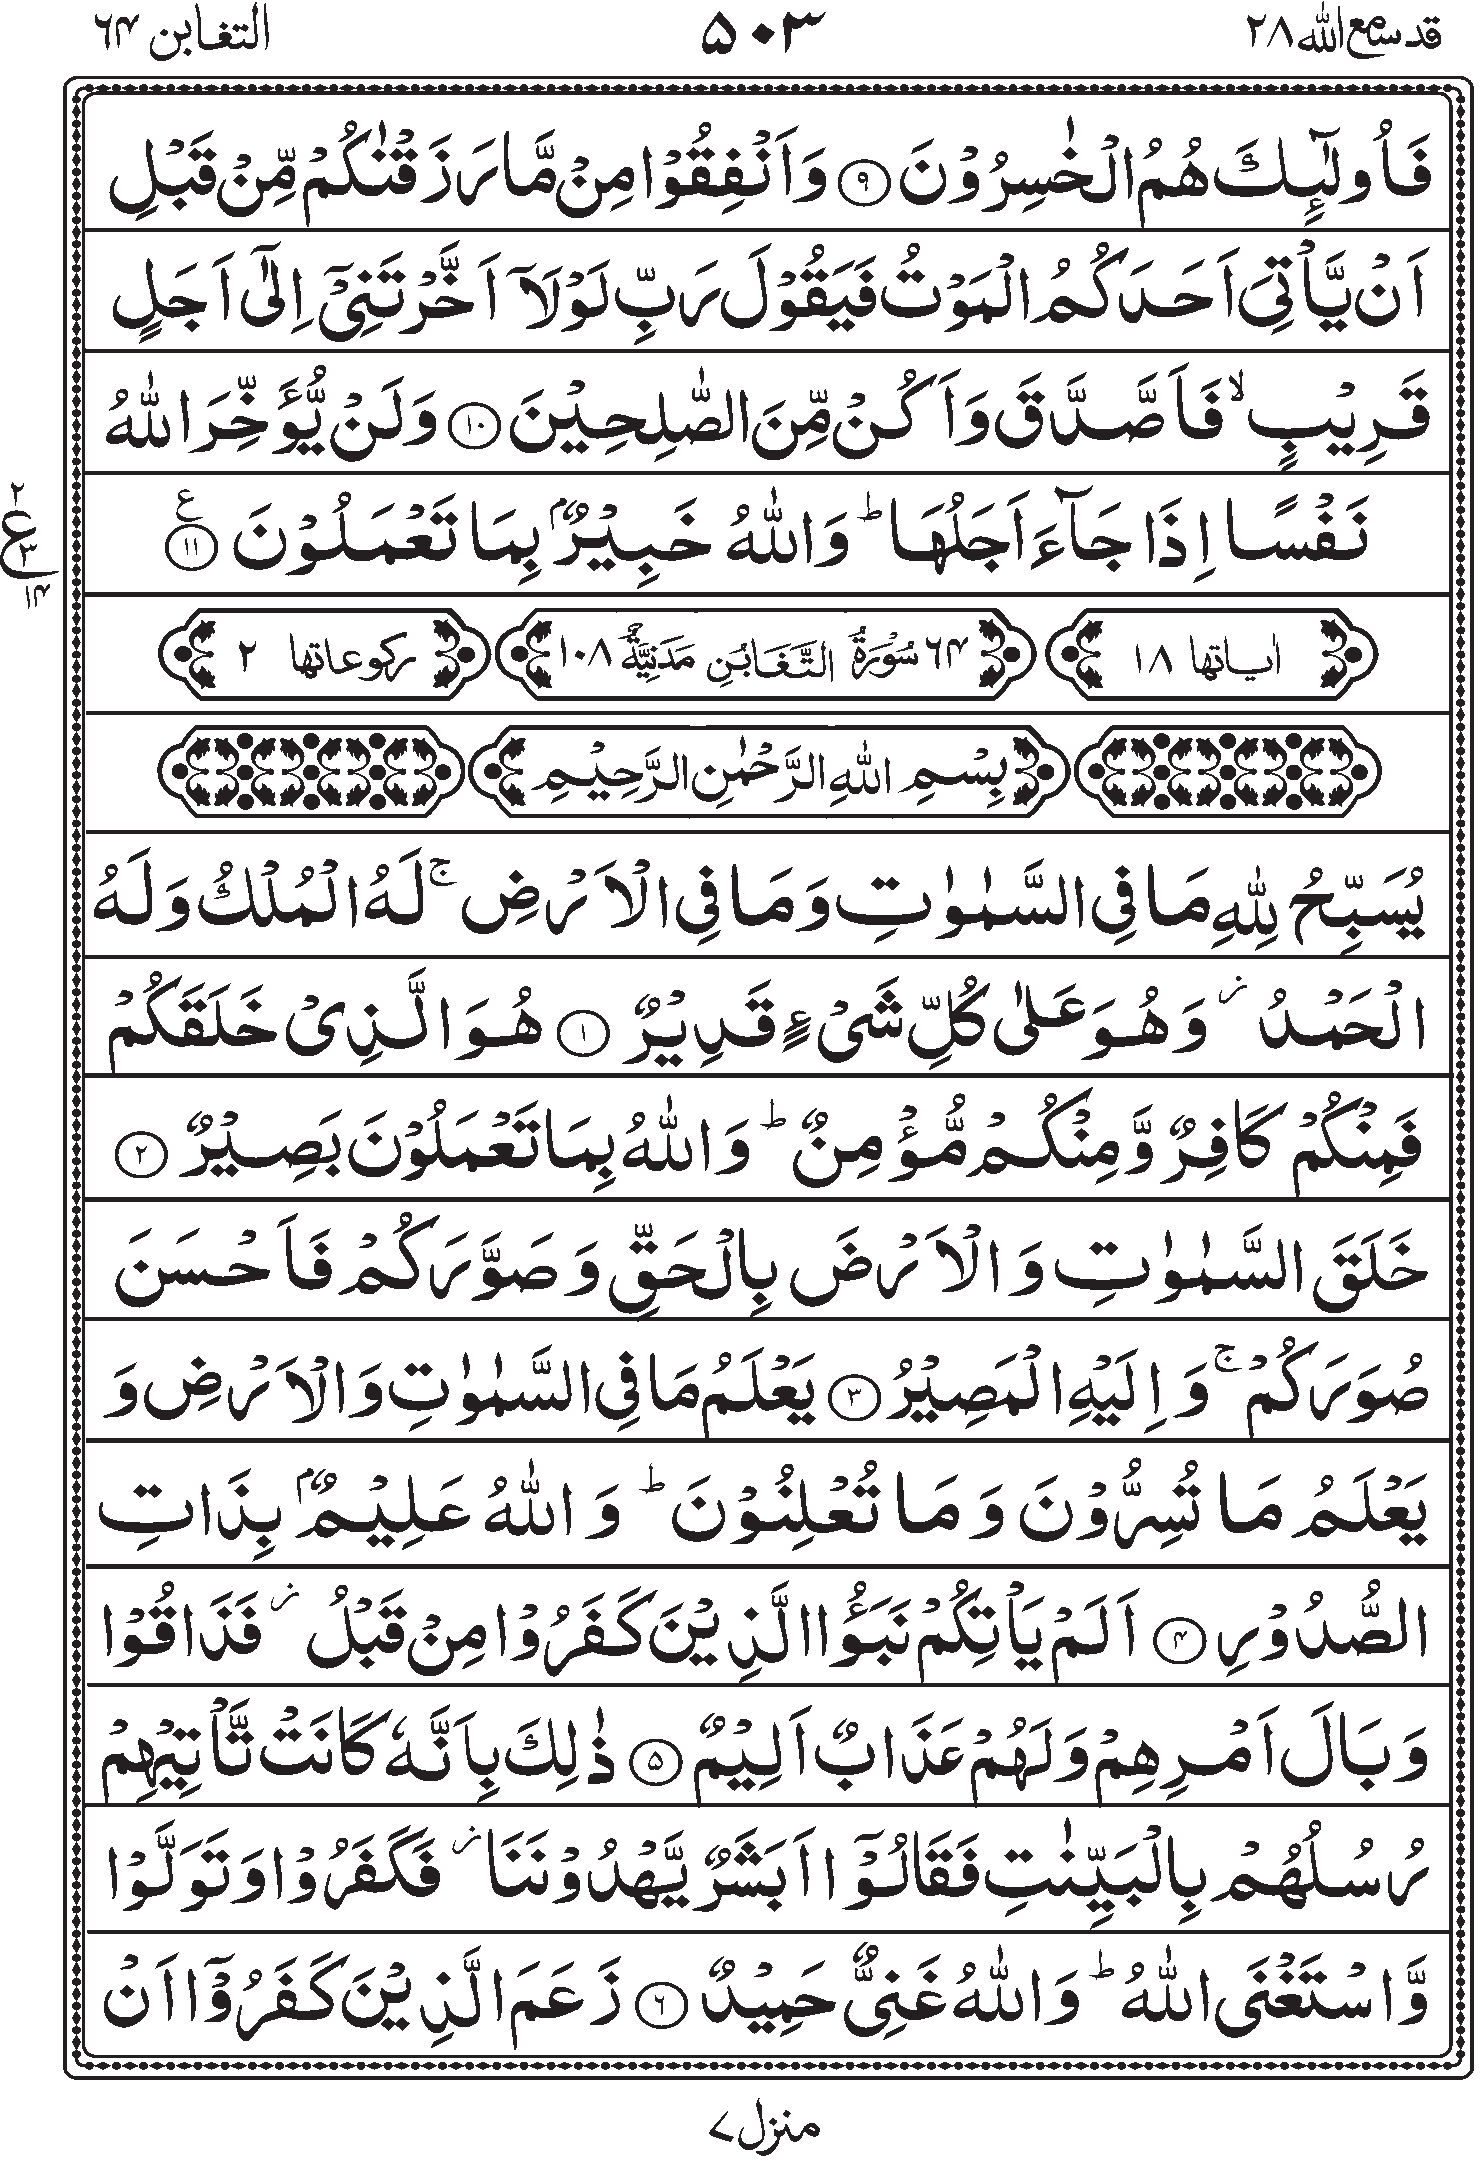 قد سمع الله ٢٨
٥٠٣
التغابن ٦٤
فَاُولٰٓئِكَ هُمُ الْخٰسِرُوْنَ ﴿٩﴾ وَاَنْفِقُوْا مِنْ مَّا رَزَقْنٰكُمْ مِّنْ قَبْلِ
اَنْ يَّاْتِيَ اَحَدَكُمُ الْمَوْتُ فَيَقُوْلَ رَبِّ لَوْلَاۤ اَخَّرْتَنِيْۤ اِلٰۤى اَجَلٍ
قَرِيْبٍ ۙ فَاَصَّدَّقَ وَاَكُنْ مِّنَ الصّٰلِحِيْنَ ﴿١٠﴾ وَلَنْ يُّؤَخِّرَ اللّٰهُ
نَفْسًا اِذَا جَآءَ اَجَلُهَا ؕ وَاللّٰهُ خَبِيْرٌۢ بِمَا تَعْمَلُوْنَ ﴿١١﴾ ع
٢
ع
٣
١٤
اٰیاتها ١٨
٦٤ سُوْرَةُ التَّغَابُنِ مَدَنِيَّةٌ ١٠٨
ركوعاتها ٢
بِسْمِ اللّٰهِ الرَّحْمٰنِ الرَّحِيْمِ
يُسَبِّحُ لِلّٰهِ مَا فِي السَّمٰوٰتِ وَمَا فِي الْاَرْضِ ۚ لَهُ الْمُلْكُ وَلَهُ
الْحَمْدُ ؗ وَهُوَ عَلٰى كُلِّ شَيْءٍ قَدِيْرٌ ﴿١﴾ هُوَ الَّذِيْ خَلَقَكُمْ
فَمِنْكُمْ كَافِرٌ وَّمِنْكُمْ مُّؤْمِنٌ ؕ وَاللّٰهُ بِمَا تَعْمَلُوْنَ بَصِيْرٌ ﴿٢﴾
خَلَقَ السَّمٰوٰتِ وَالْاَرْضَ بِالْحَقِّ وَصَوَّرَكُمْ فَاَحْسَنَ
صُوَرَكُمْ ۚ وَاِلَيْهِ الْمَصِيْرُ ﴿٣﴾ يَعْلَمُ مَا فِي السَّمٰوٰتِ وَالْاَرْضِ وَ
يَعْلَمُ مَا تُسِرُّوْنَ وَمَا تُعْلِنُوْنَ ؕ وَاللّٰهُ عَلِيْمٌۢ بِذَاتِ
الصُّدُوْرِ ﴿٤﴾ اَلَمْ يَاْتِكُمْ نَبَؤُا الَّذِيْنَ كَفَرُوْا مِنْ قَبْلُ ؗ فَذَاقُوْا
وَبَالَ اَمْرِهِمْ وَلَهُمْ عَذَابٌ اَلِيْمٌ ﴿٥﴾ ذٰلِكَ بِاَنَّهٗ كَانَتْ تَّاْتِيْهِمْ
رُسُلُهُمْ بِالْبَيِّنٰتِ فَقَالُوْۤا اَبَشَرٌ يَّهْدُوْنَنَا ؗ فَكَفَرُوْا وَتَوَلَّوْا
وَّاسْتَغْنَى اللّٰهُ ؕ وَاللّٰهُ غَنِيٌّ حَمِيْدٌ ﴿٦﴾ زَعَمَ الَّذِيْنَ كَفَرُوْۤا اَنْ
منزل ٧